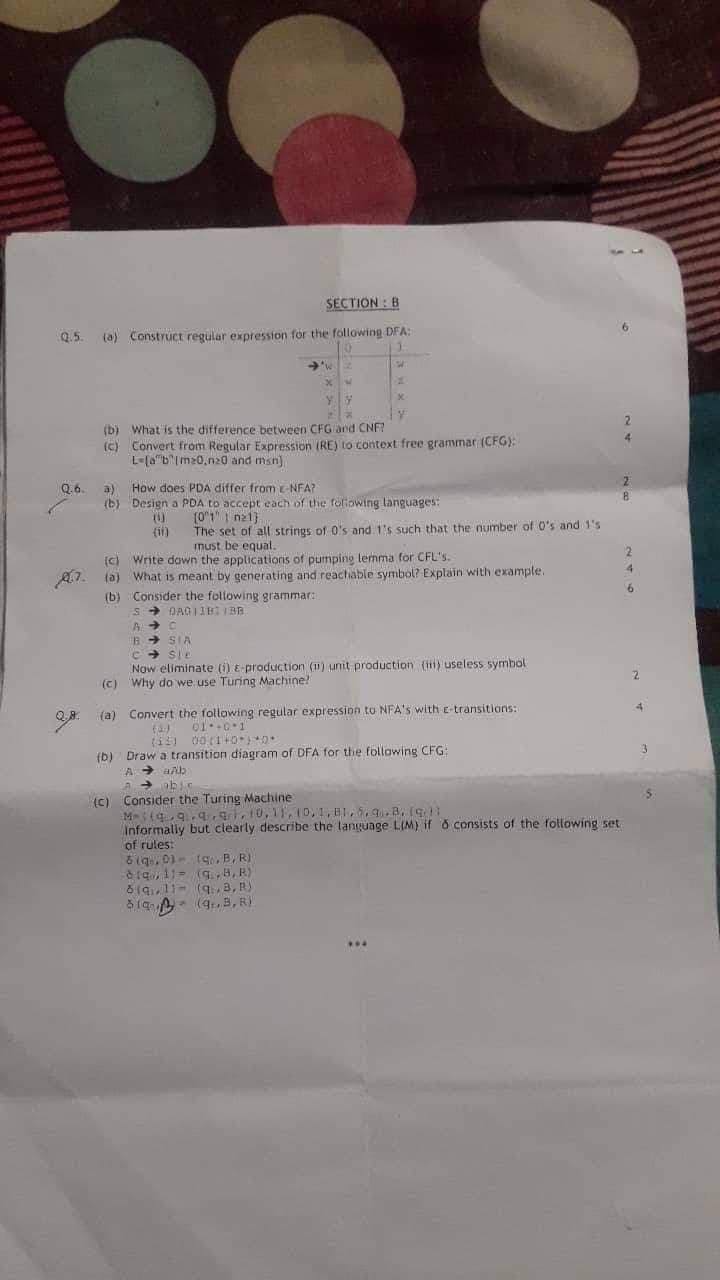 SECTION : B
Q.5. (a) Construct regular expression for the following DFA: 6
0 1
→*w z w
x w z
y y x
z x y
(b) What is the difference between CFG and CNF? 2
(c) Convert from Regular Expression (RE) to context free grammar (CFG): 4
L={aᵐbⁿ|m≥0,n≥0 and m≤n}
Q.6. a) How does PDA differ from ε-NFA? 2
(b) Design a PDA to accept each of the following languages: 8
(i) {0ⁿ1ⁿ | n≥1}
(ii) The set of all strings of 0's and 1's such that the number of 0's and 1's
must be equal.
(c) Write down the applications of pumping lemma for CFL's. 2
Q.7. (a) What is meant by generating and reachable symbol? Explain with example. 4
(b) Consider the following grammar: 6
S → 0A0|1B1|BB
A → C
B → S|A
C → S|ε
Now eliminate (i) ε-production (ii) unit production (iii) useless symbol
(c) Why do we use Turing Machine? 2
Q.8. (a) Convert the following regular expression to NFA's with ε-transitions: 4
(i) 01*+0*1
(ii) 00(1+0*)*0*
(b) Draw a transition diagram of DFA for the following CFG: 3
A → aAb
A → ab|ε
(c) Consider the Turing Machine 5
Informally but clearly describe the language L(M) if δ consists of the following set
of rules:
δ(q₀,0)= B,R)
δ(q₀,1)= B,R)
δ(q₁,1)= B,R)
B,R)
***